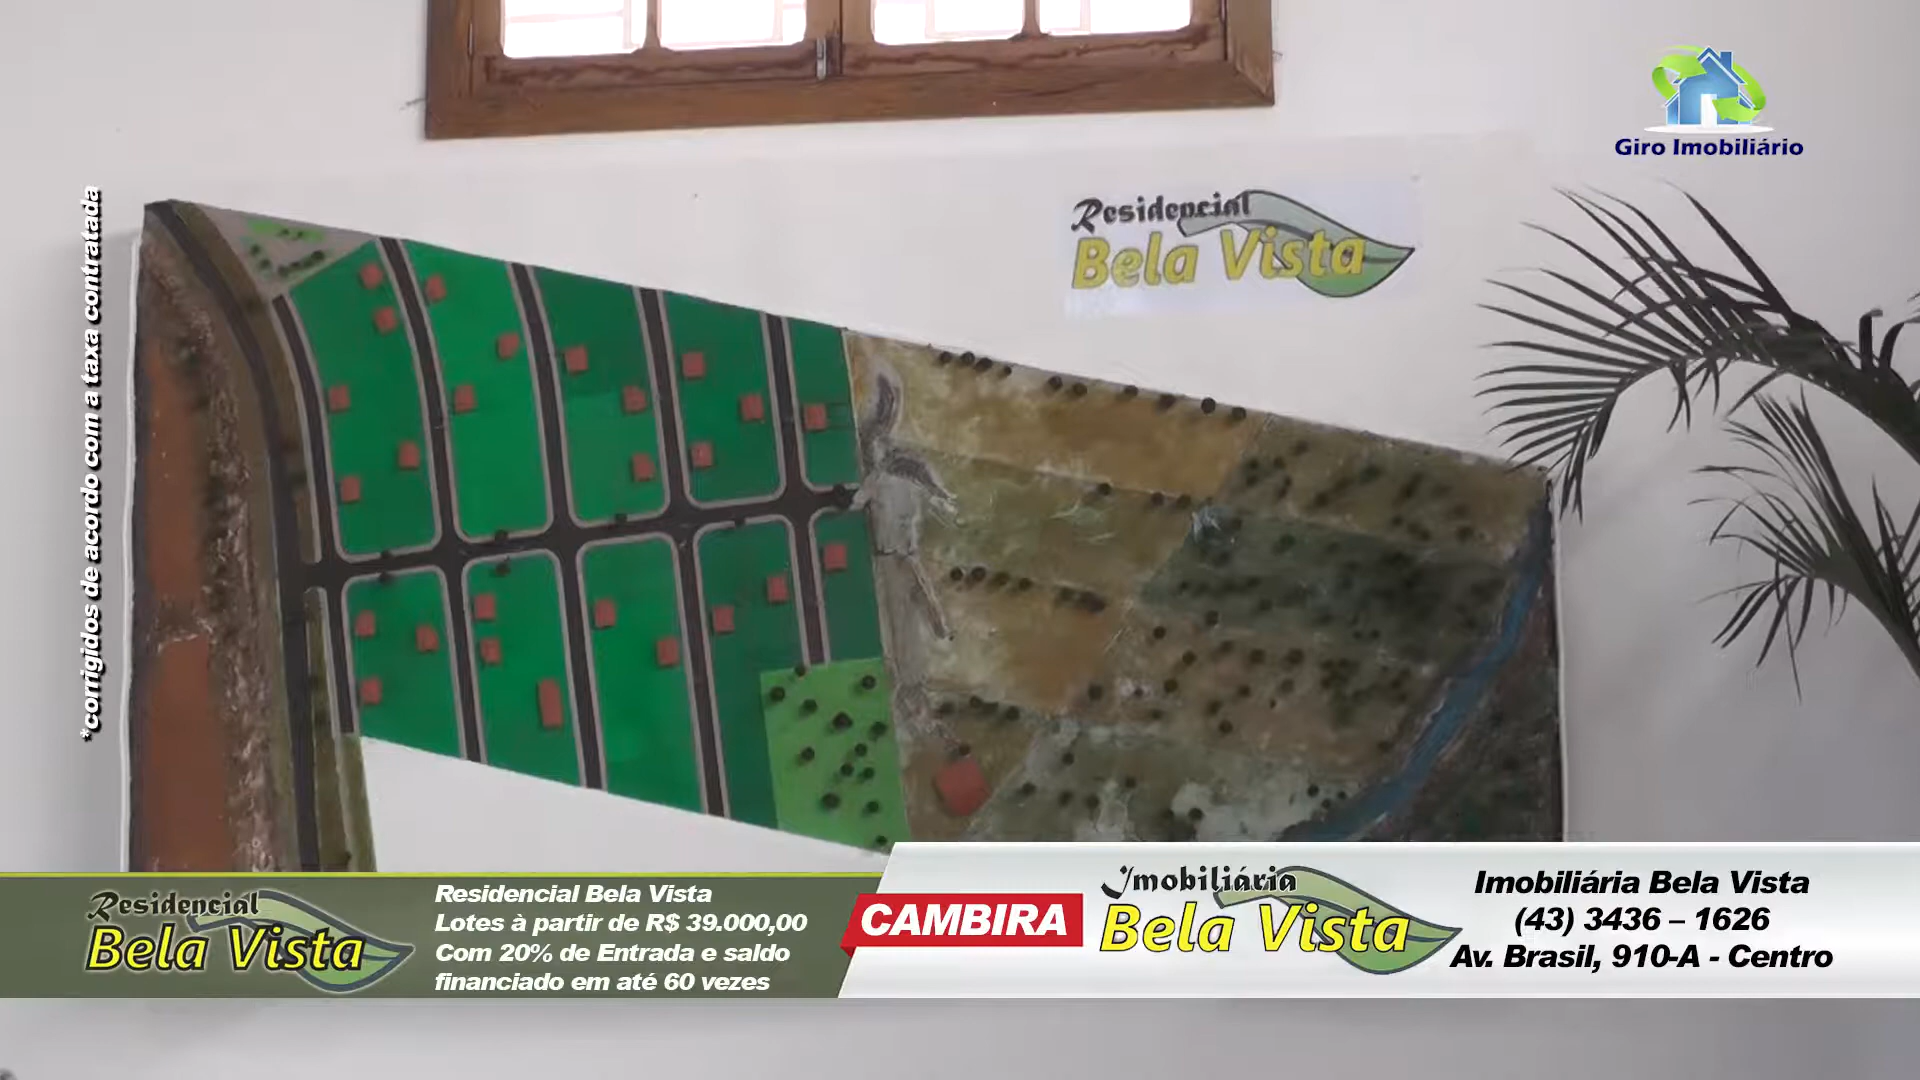 Giro Imobiliário
*corrigidos de acordo com a taxa contratada
Residencial
Bela Vista
Residencial
Bela Vista
Residencial Bela Vista
Lotes à partir de R$ 39.000,00
Com 20% de Entrada e saldo
financiado em até 60 vezes
CAMBIRA
Imobiliária
Bela Vista
Imobiliária Bela Vista
(43) 3436 – 1626
Av. Brasil, 910-A - Centro